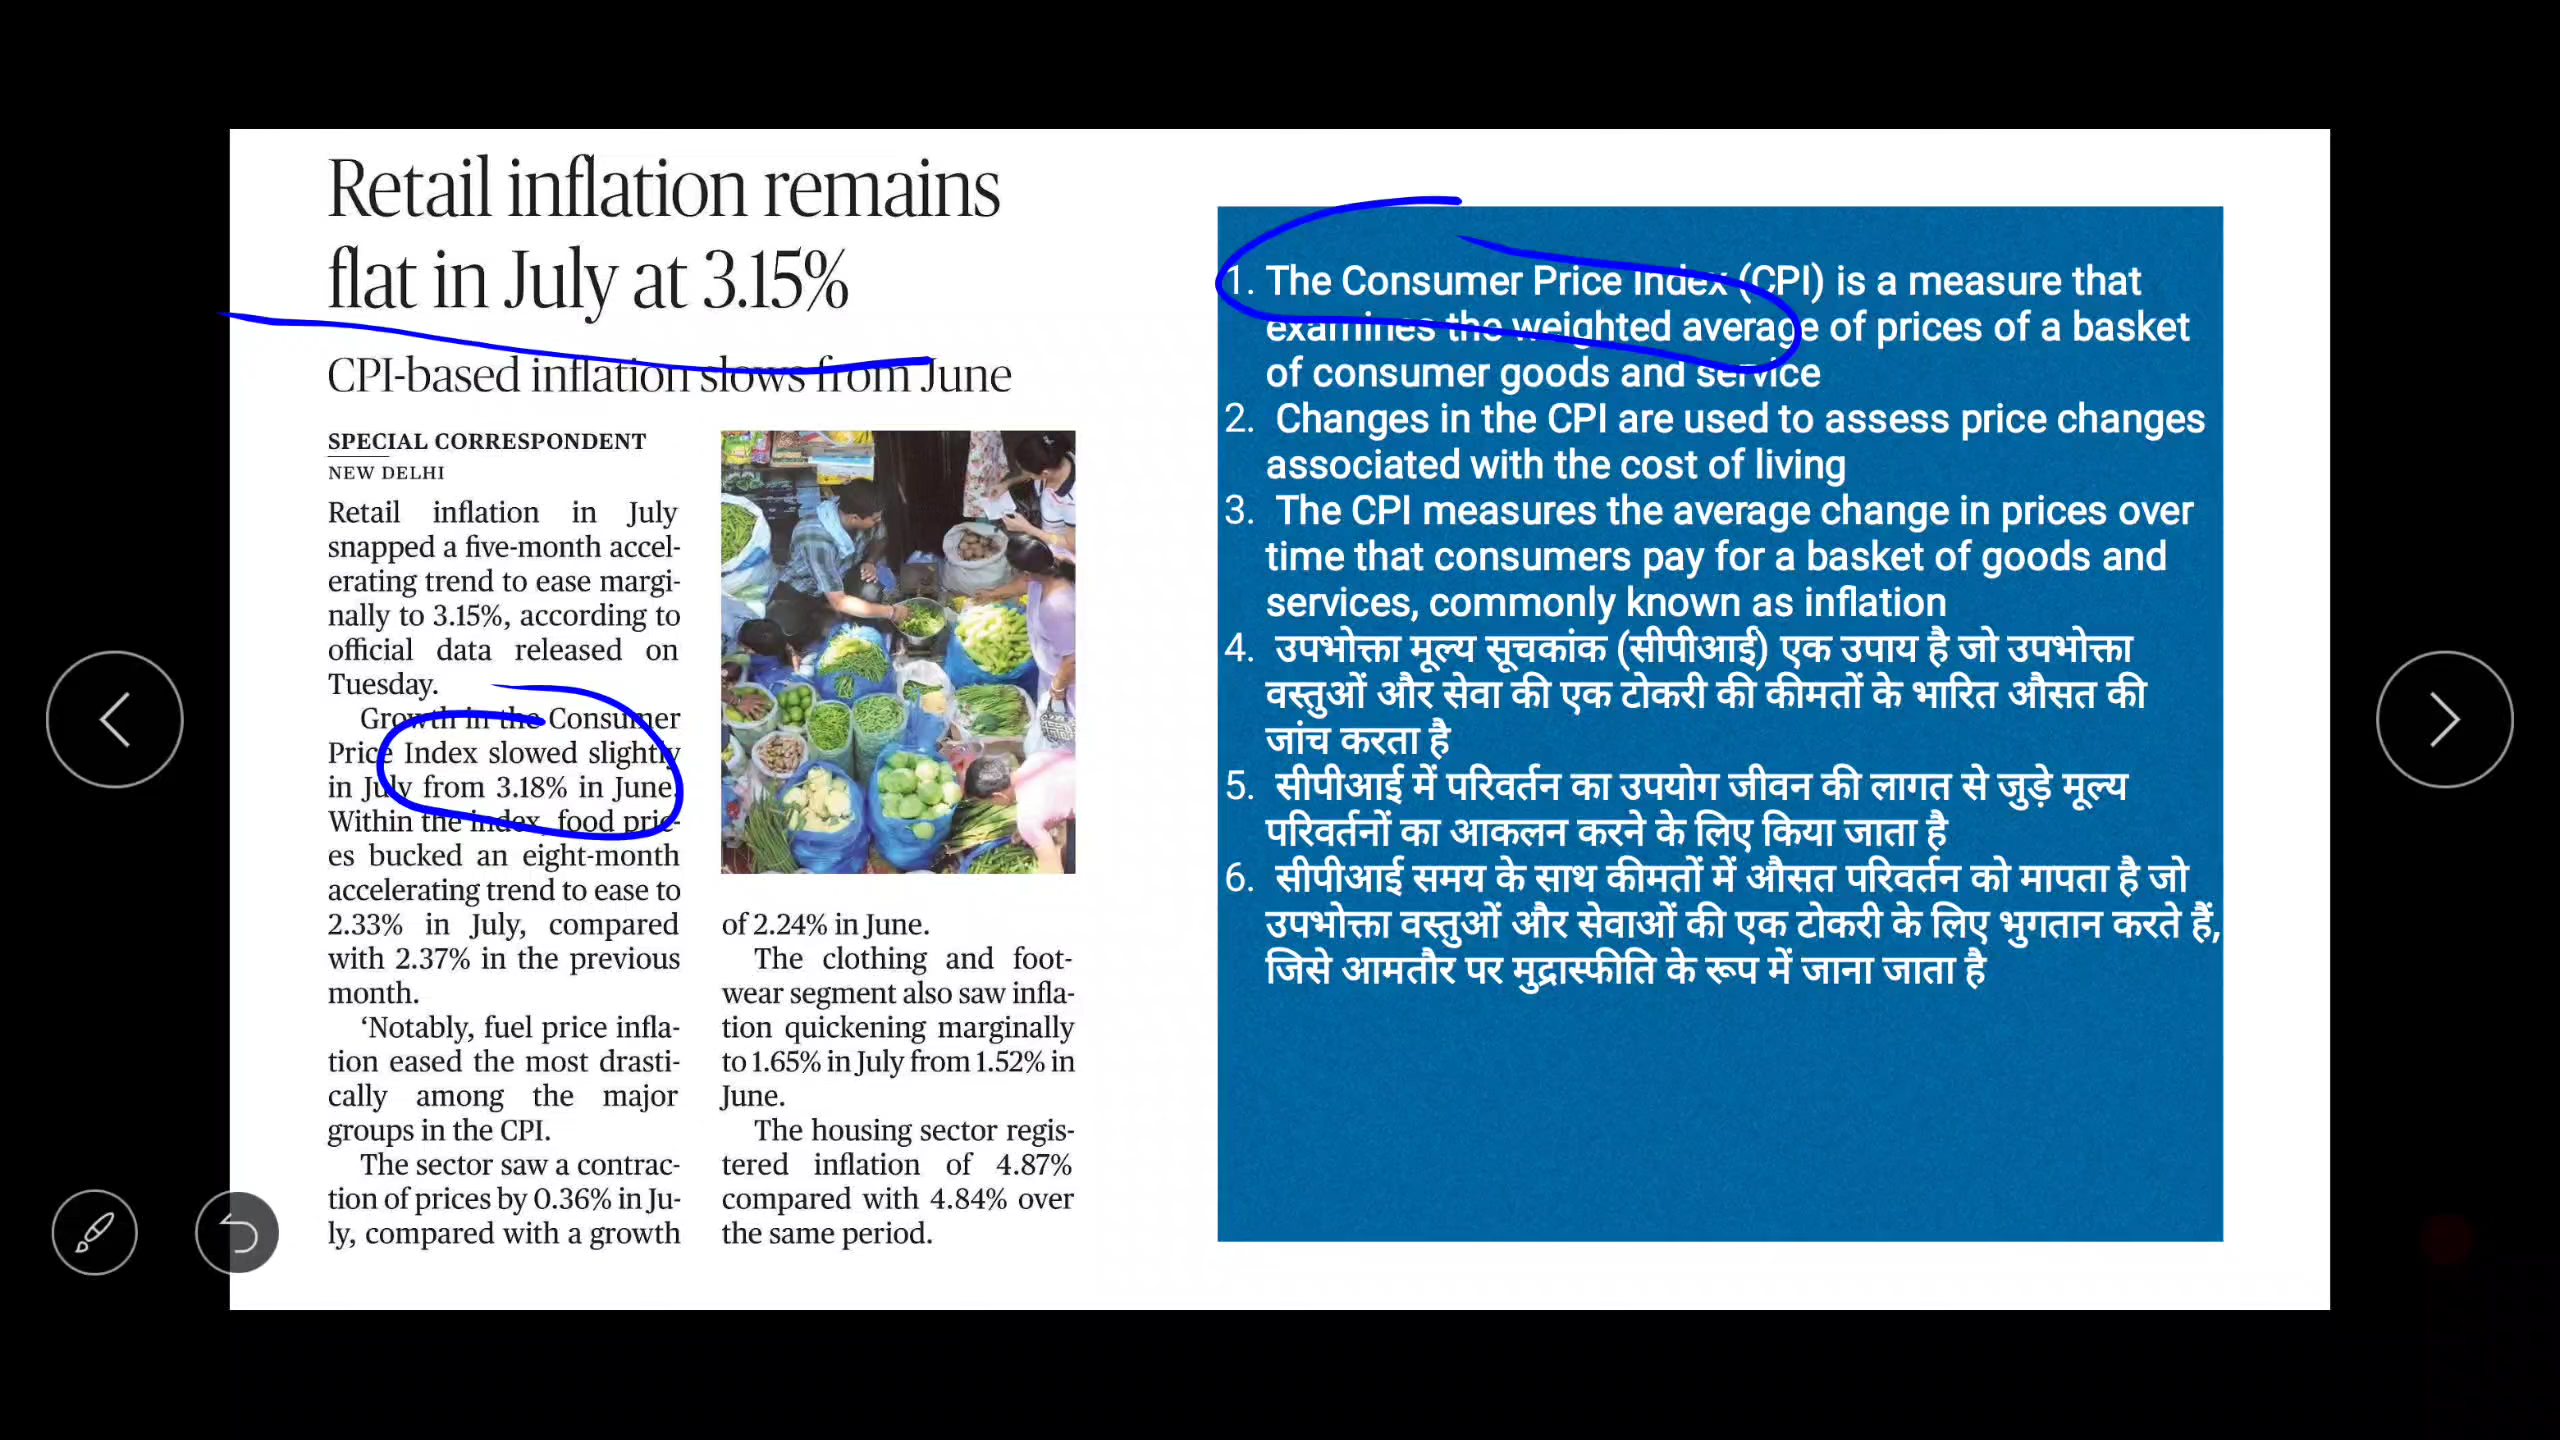 Retail inflation remains
flat in July at 3.15%
CPI-based inflation slows from June
SPECIAL CORRESPONDENT
NEW DELHI
Retail inflation in July
snapped a five-month accel-
erating trend to ease margi-
nally to 3.15%, according to
official data released on
Tuesday.
Growth in the Consumer
Price Index slowed slightly
in July from 3.18% in June.
Within the index, food pric-
es bucked an eight-month
accelerating trend to ease to
2.33% in July, compared
with 2.37% in the previous
month.
‘Notably, fuel price infla-
tion eased the most drasti-
cally among the major
groups in the CPI.
The sector saw a contrac-
tion of prices by 0.36% in Ju-
ly, compared with a growth
of 2.24% in June.
The clothing and foot-
wear segment also saw infla-
tion quickening marginally
to 1.65% in July from 1.52% in
June.
The housing sector regis-
tered inflation of 4.87%
compared with 4.84% over
the same period.
1. The Consumer Price Index (CPI) is a measure that
examines the weighted average of prices of a basket
of consumer goods and service
2. Changes in the CPI are used to assess price changes
associated with the cost of living
3. The CPI measures the average change in prices over
time that consumers pay for a basket of goods and
services, commonly known as inflation
4. उपभोक्ता मूल्य सूचकांक (सीपीआई) एक उपाय है जो उपभोक्ता
वस्तुओं और सेवा की एक टोकरी की कीमतों के भारित औसत की
जांच करता है
5. सीपीआई में परिवर्तन का उपयोग जीवन की लागत से जुड़े मूल्य
परिवर्तनों का आकलन करने के लिए किया जाता है
6. सीपीआई समय के साथ कीमतों में औसत परिवर्तन को मापता है जो
उपभोक्ता वस्तुओं और सेवाओं की एक टोकरी के लिए भुगतान करते हैं,
जिसे आमतौर पर मुद्रास्फीति के रूप में जाना जाता है